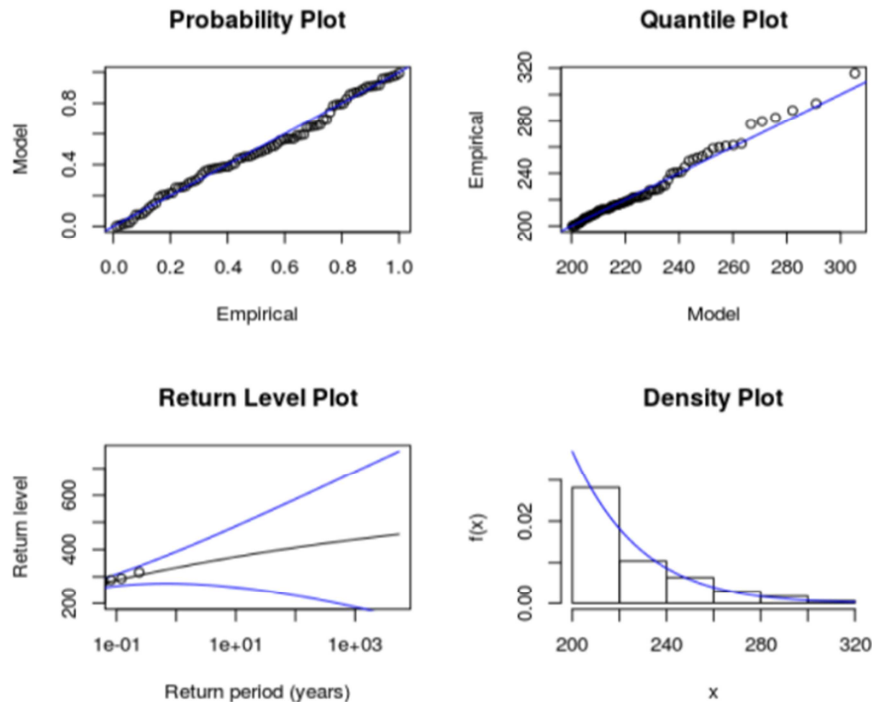 Probability Plot
Model
0.0 0.4 0.8
0.0 0.2 0.4 0.6 0.8 1.0
Empirical
Quantile Plot
Empirical
200 240 280 320
200 220 240 260 280 300
Model
Return Level Plot
Return level
200 400 600
1e-01 1e+01 1e+03
Return period (years)
Density Plot
f(x)
0.00 0.02
200 240 280 320
x